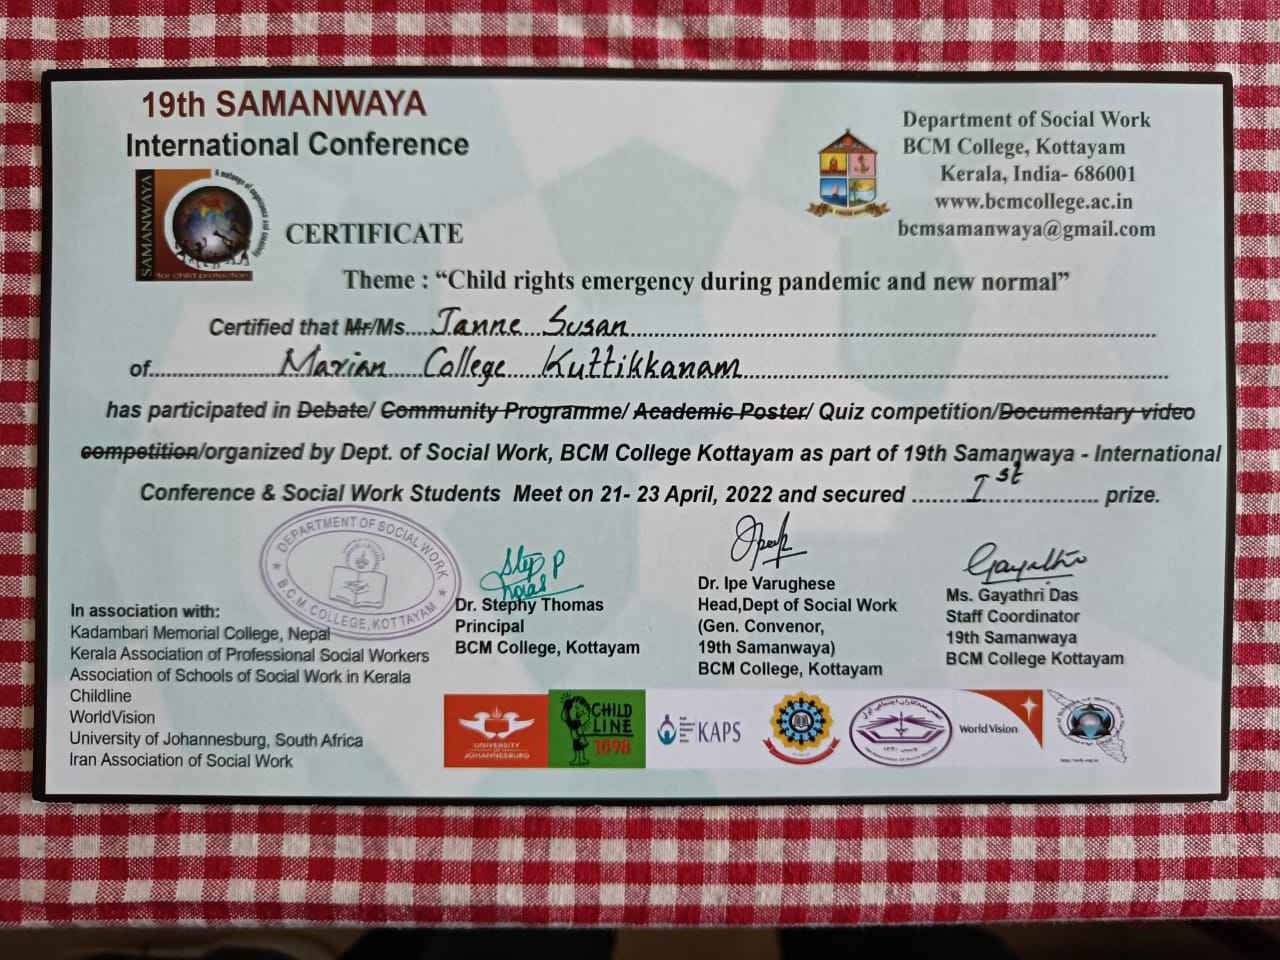 19th SAMANWAYA
International Conference
Department of Social Work
BCM College, Kottayam
Kerala, India- 686001
www.bcmcollege.ac.in
bcmsamanwaya@gmail.com
SAMANWAYA
for child protection
CERTIFICATE
Theme : “Child rights emergency during pandemic and new normal”
Certified that Mr/Ms....Janne Susan
of Marian College Kuttikkanam
has participated in Debate/ Community Programme/ Academic Poster/ Quiz competition/Documentary video
competition/organized by Dept. of Social Work, BCM College Kottayam as part of 19th Samanwaya - International
Conference & Social Work Students Meet on 21- 23 April, 2022 and secured ........Ist........ prize.
DEPARTMENT OF SOCIAL WORK
★ B.C.M. COLLEGE, KOTTAYAM ★
Dr. Stephy Thomas
Principal
BCM College, Kottayam
Dr. Ipe Varughese
Head,Dept of Social Work
(Gen. Convenor,
19th Samanwaya)
BCM College, Kottayam
Gayathri
Ms. Gayathri Das
Staff Coordinator
19th Samanwaya
BCM College Kottayam
In association with:
Kadambari Memorial College, Nepal
Kerala Association of Professional Social Workers
Association of Schools of Social Work in Kerala
Childline
WorldVision
University of Johannesburg, South Africa
Iran Association of Social Work
UNIVERSITY
OF
JOHANNESBURG
CHILD
LINE
1098
KAPS
World Vision